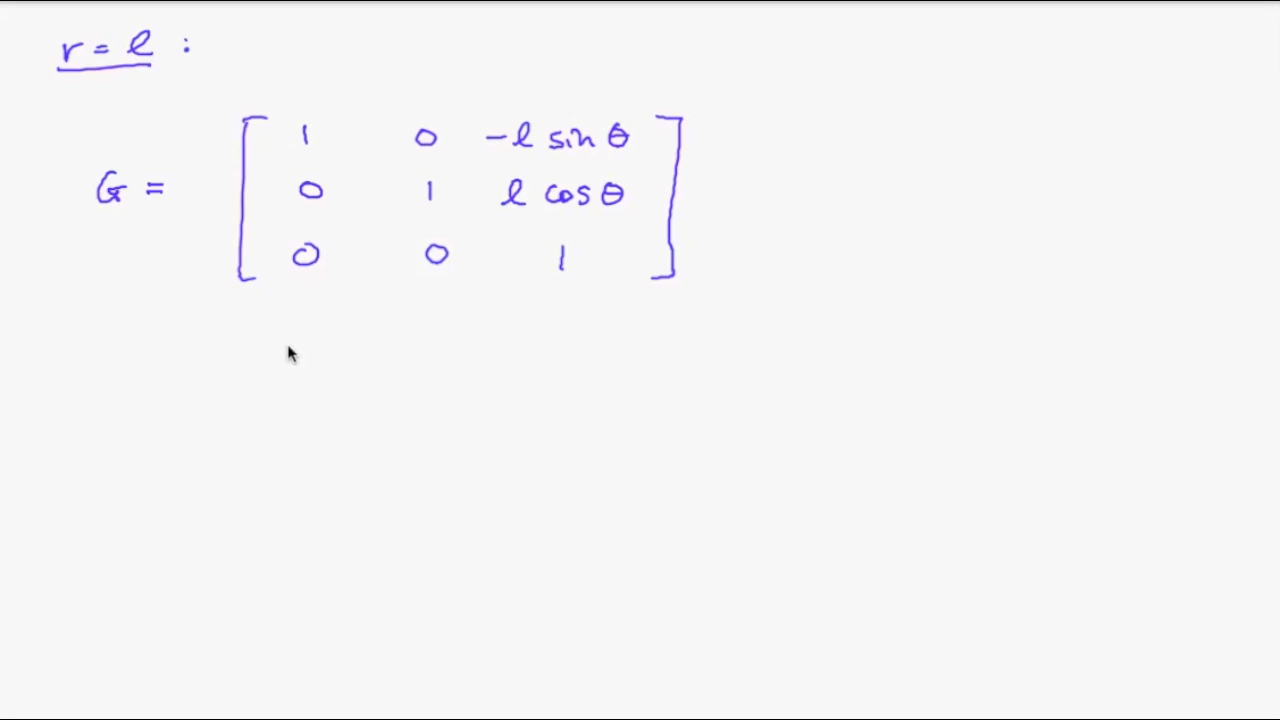 r = l :
G = [ 1 0 -l sin θ
0 1 l cos θ
0 0 1 ]